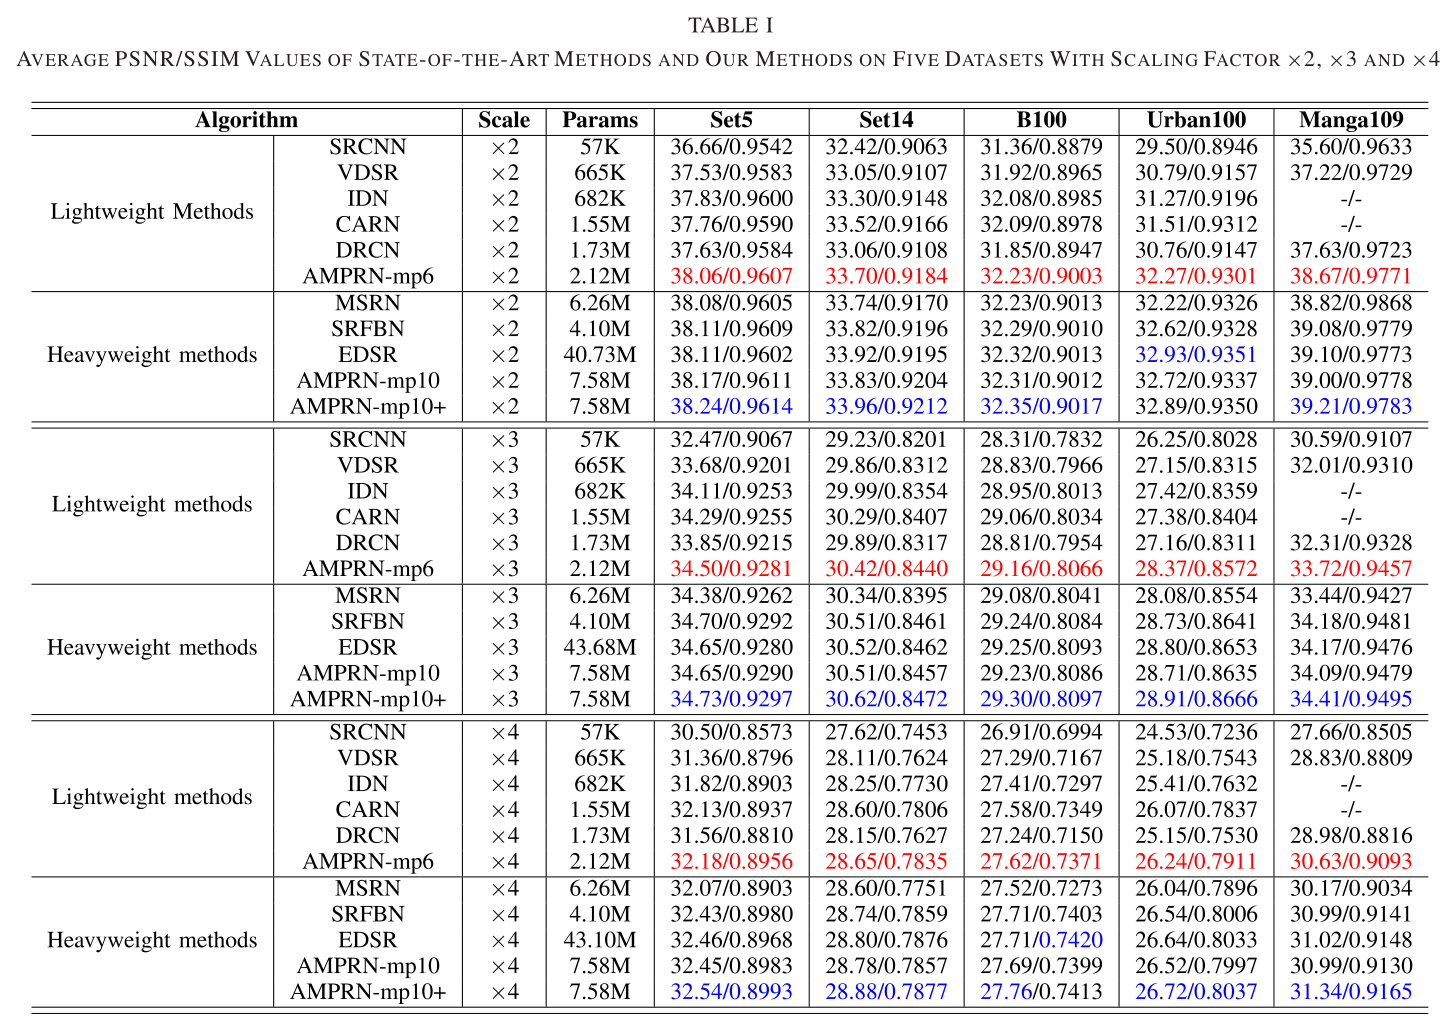 TABLE I
AVERAGE PSNR/SSIM VALUES OF STATE-OF-THE-ART METHODS AND OUR METHODS ON FIVE DATASETS WITH SCALING FACTOR ×2, ×3 AND ×4
Algorithm Scale Params Set5 Set14 B100 Urban100 Manga109
Lightweight Methods
SRCNN ×2 57K 36.66/0.9542 32.42/0.9063 31.36/0.8879 29.50/0.8946 35.60/0.9633
VDSR ×2 665K 37.53/0.9583 33.05/0.9107 31.92/0.8965 30.79/0.9157 37.22/0.9729
IDN ×2 682K 37.83/0.9600 33.30/0.9148 32.08/0.8985 31.27/0.9196 -/-
CARN ×2 1.55M 37.76/0.9590 33.52/0.9166 32.09/0.8978 31.51/0.9312 -/-
DRCN ×2 1.73M 37.63/0.9584 33.06/0.9108 31.85/0.8947 30.76/0.9147 37.63/0.9723
AMPRN-mp6 ×2 2.12M 38.06/0.9607 33.70/0.9184 32.23/0.9003 32.27/0.9301 38.67/0.9771
Heavyweight methods
MSRN ×2 6.26M 38.08/0.9605 33.74/0.9170 32.23/0.9013 32.22/0.9326 38.82/0.9868
SRFBN ×2 4.10M 38.11/0.9609 33.82/0.9196 32.29/0.9010 32.62/0.9328 39.08/0.9779
EDSR ×2 40.73M 38.11/0.9602 33.92/0.9195 32.32/0.9013 32.93/0.9351 39.10/0.9773
AMPRN-mp10 ×2 7.58M 38.17/0.9611 33.83/0.9204 32.31/0.9012 32.72/0.9337 39.00/0.9778
AMPRN-mp10+ ×2 7.58M 38.24/0.9614 33.96/0.9212 32.35/0.9017 32.89/0.9350 39.21/0.9783
Lightweight methods
SRCNN ×3 57K 32.47/0.9067 29.23/0.8201 28.31/0.7832 26.25/0.8028 30.59/0.9107
VDSR ×3 665K 33.68/0.9201 29.86/0.8312 28.83/0.7966 27.15/0.8315 32.01/0.9310
IDN ×3 682K 34.11/0.9253 29.99/0.8354 28.95/0.8013 27.42/0.8359 -/-
CARN ×3 1.55M 34.29/0.9255 30.29/0.8407 29.06/0.8034 27.38/0.8404 -/-
DRCN ×3 1.73M 33.85/0.9215 29.89/0.8317 28.81/0.7954 27.16/0.8311 32.31/0.9328
AMPRN-mp6 ×3 2.12M 34.50/0.9281 30.42/0.8440 29.16/0.8066 28.37/0.8572 33.72/0.9457
Heavyweight methods
MSRN ×3 6.26M 34.38/0.9262 30.34/0.8395 29.08/0.8041 28.08/0.8554 33.44/0.9427
SRFBN ×3 4.10M 34.70/0.9292 30.51/0.8461 29.24/0.8084 28.73/0.8641 34.18/0.9481
EDSR ×3 43.68M 34.65/0.9280 30.52/0.8462 29.25/0.8093 28.80/0.8653 34.17/0.9476
AMPRN-mp10 ×3 7.58M 34.65/0.9290 30.51/0.8457 29.23/0.8086 28.71/0.8635 34.09/0.9479
AMPRN-mp10+ ×3 7.58M 34.73/0.9297 30.62/0.8472 29.30/0.8097 28.91/0.8666 34.41/0.9495
Lightweight methods
SRCNN ×4 57K 30.50/0.8573 27.62/0.7453 26.91/0.6994 24.53/0.7236 27.66/0.8505
VDSR ×4 665K 31.36/0.8796 28.11/0.7624 27.29/0.7167 25.18/0.7543 28.83/0.8809
IDN ×4 682K 31.82/0.8903 28.25/0.7730 27.41/0.7297 25.41/0.7632 -/-
CARN ×4 1.55M 32.13/0.8937 28.60/0.7806 27.58/0.7349 26.07/0.7837 -/-
DRCN ×4 1.73M 31.56/0.8810 28.15/0.7627 27.24/0.7150 25.15/0.7530 28.98/0.8816
AMPRN-mp6 ×4 2.12M 32.18/0.8956 28.65/0.7835 27.62/0.7371 26.24/0.7911 30.63/0.9093
Heavyweight methods
MSRN ×4 6.26M 32.07/0.8903 28.60/0.7751 27.52/0.7273 26.04/0.7896 30.17/0.9034
SRFBN ×4 4.10M 32.43/0.8980 28.74/0.7859 27.71/0.7403 26.54/0.8006 30.99/0.9141
EDSR ×4 43.10M 32.46/0.8968 28.80/0.7876 27.71/0.7420 26.64/0.8033 31.02/0.9148
AMPRN-mp10 ×4 7.58M 32.45/0.8983 28.78/0.7857 27.69/0.7399 26.52/0.7997 30.99/0.9130
AMPRN-mp10+ ×4 7.58M 32.54/0.8993 28.88/0.7877 27.76/0.7413 26.72/0.8037 31.34/0.9165